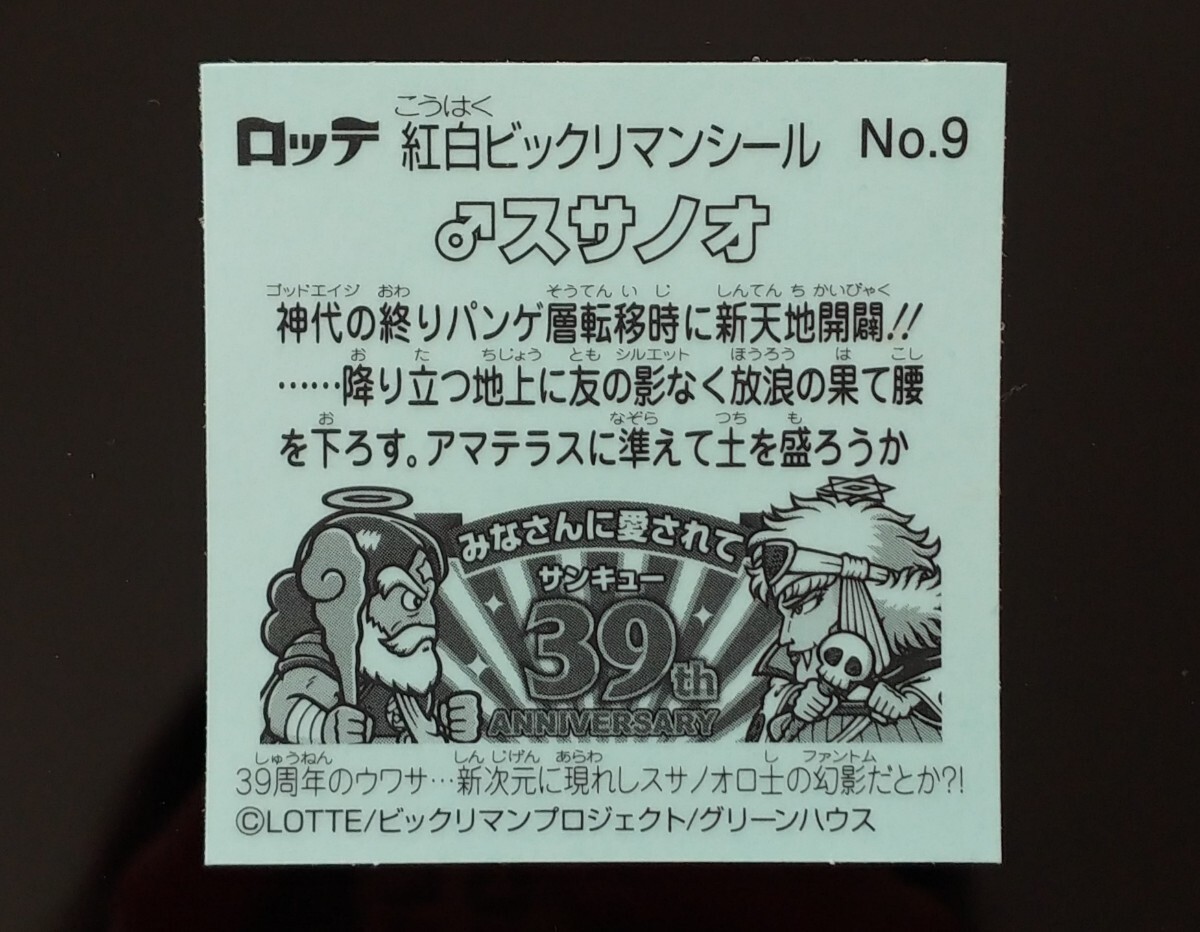 こうはく
ロッテ 紅白ビックリマンシール No.9
♂スサノオ
ゴッドエイジ おわ そうてんいじ しんてんちかいびゃく
神代の終りパンゲ層転移時に新天地開闢!!
お た ちじょう とも シルエット ほうろう は こし
……降り立つ地上に友の影なく放浪の果て腰
お なぞら つち も
を下ろす。アマテラスに準えて土を盛ろうか
みなさんに愛されて
サンキュー
39th
ANNIVERSARY
しゅうねん しんじげん あらわ し ファントム
39周年のウワサ…新次元に現れしスサノオロ士の幻影だとか?!
©LOTTE/ビックリマンプロジェクト/グリーンハウス